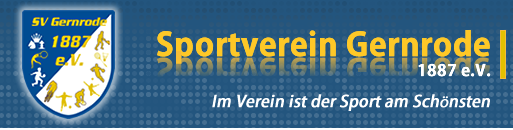 SV Gernrode
1887
e.V.
Sportverein Gernrode
1887 e.V.
Im Verein ist der Sport am Schönsten